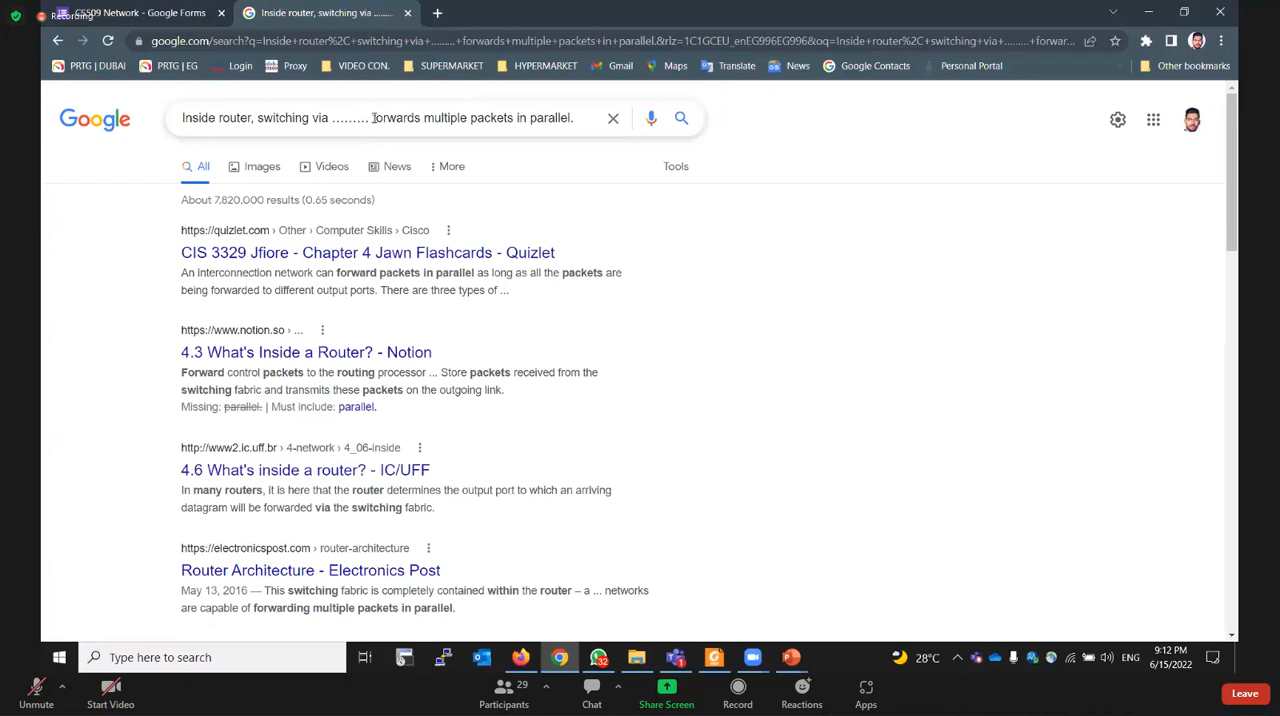 Recording
CSS09 Network - Google Forms
Inside router, switching via .........
google.com/search?q=Inside+router%2C+switching+via+.........+forwards+multiple+packets+in+parallel.&rlz=1C1GCEU_enEG996EG996&oq=Inside+router%2C+switching+via+.........+forwar...
PRTG | DUBAI
PRTG | EG
Login
Proxy
VIDEO CON.
SUPERMARKET
HYPERMARKET
Gmail
Maps
Translate
News
Google Contacts
Personal Portal
Other bookmarks
Google
Inside router, switching via ......... forwards multiple packets in parallel.
All
Images
Videos
News
More
Tools
About 7,820,000 results (0.65 seconds)
https://quizlet.com › Other › Computer Skills › Cisco
CIS 3329 Jfiore - Chapter 4 Jawn Flashcards - Quizlet
An interconnection network can forward packets in parallel as long as all the packets are
being forwarded to different output ports. There are three types of ...
https://www.notion.so › ...
4.3 What's Inside a Router? - Notion
Forward control packets to the routing processor ... Store packets received from the
switching fabric and transmits these packets on the outgoing link.
Missing: parallel. | Must include: parallel.
http://www2.ic.uff.br › 4-network › 4_06-inside
4.6 What's inside a router? - IC/UFF
In many routers, it is here that the router determines the output port to which an arriving
datagram will be forwarded via the switching fabric.
https://electronicspost.com › router-architecture
Router Architecture - Electronics Post
May 13, 2016 — This switching fabric is completely contained within the router – a ... networks
are capable of forwarding multiple packets in parallel.
Type here to search
32
1
28°C
ENG
9:12 PM
6/15/2022
Unmute
Start Video
29
Participants
Chat
Share Screen
Record
Reactions
Apps
Leave